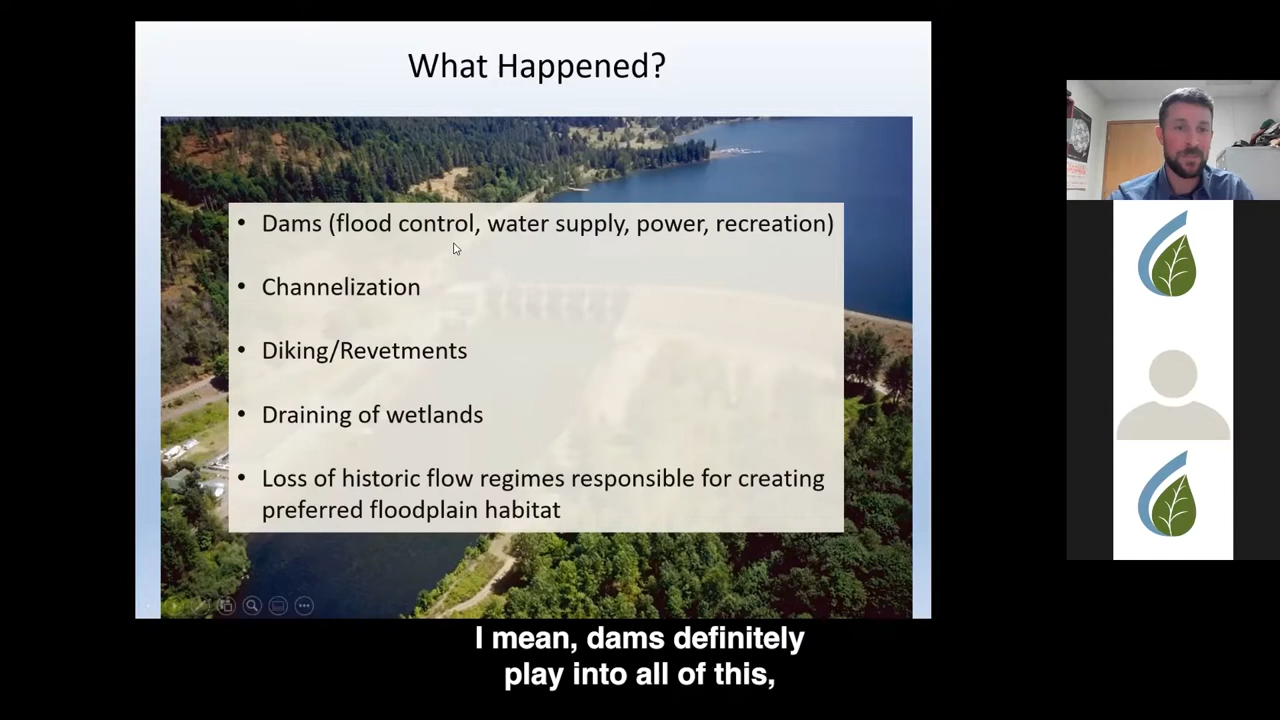 What Happened?
• Dams (flood control, water supply, power, recreation)
• Channelization
• Diking/Revetments
• Draining of wetlands
• Loss of historic flow regimes responsible for creating
preferred floodplain habitat
I mean, dams definitely
play into all of this,